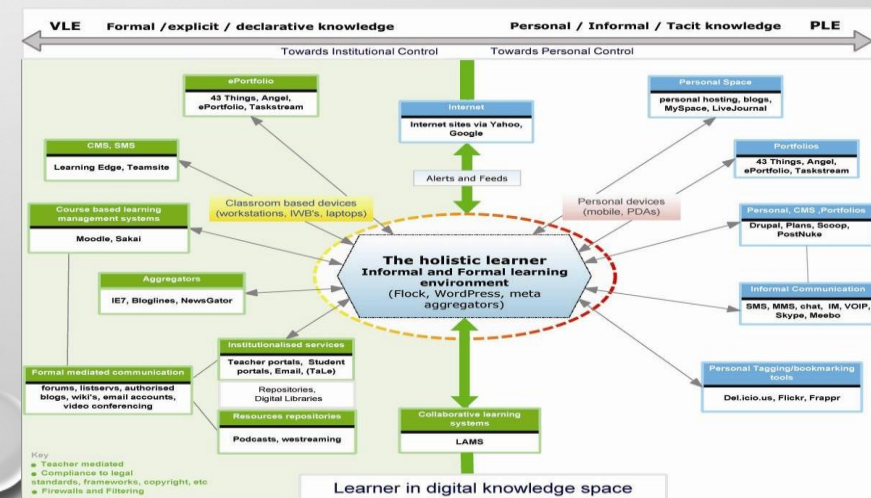 VLE Formal /explicit / declarative knowledge Personal / Informal / Tacit knowledge PLE
Towards Institutional Control Towards Personal Control
ePortfolio
43 Things, Angel,
ePortfolio, Taskstream
Internet
Internet sites via Yahoo,
Google
Personal Space
personal hosting, blogs,
MySpace, LiveJournal
CMS, SMS
Learning Edge, Teamsite
Portfolios
43 Things, Angel,
ePortfolio, Taskstream
Alerts and Feeds
Classroom based devices
(workstations, IWB's, laptops)
Personal devices
(mobile, PDAs)
Course based learning
management systems
Moodle, Sakai
Personal, CMS ,Portfolios
Drupal, Plans, Scoop,
PostNuke
The holistic learner
Informal and Formal learning
environment
(Flock, WordPress, meta
aggregators)
Aggregators
IE7, Bloglines, NewsGator
Informal Communication
SMS, MMS, chat, IM, VOIP,
Skype, Meebo
Institutionalised services
Teacher portals, Student
portals, Email, (TaLe)
Repositories,
Digital Libraries
Formal mediated communication
forums, listservs, authorised
blogs, wiki's, email accounts,
video conferencing
Personal Tagging/bookmarking
tools
Del.icio.us, Flickr, Frappr
Resources repositories
Podcasts, westreaming
Collaborative learning
systems
LAMS
Key
Teacher mediated
Compliance to legal
standards, frameworks, copyright, etc
Firewalls and Filtering
Learner in digital knowledge space